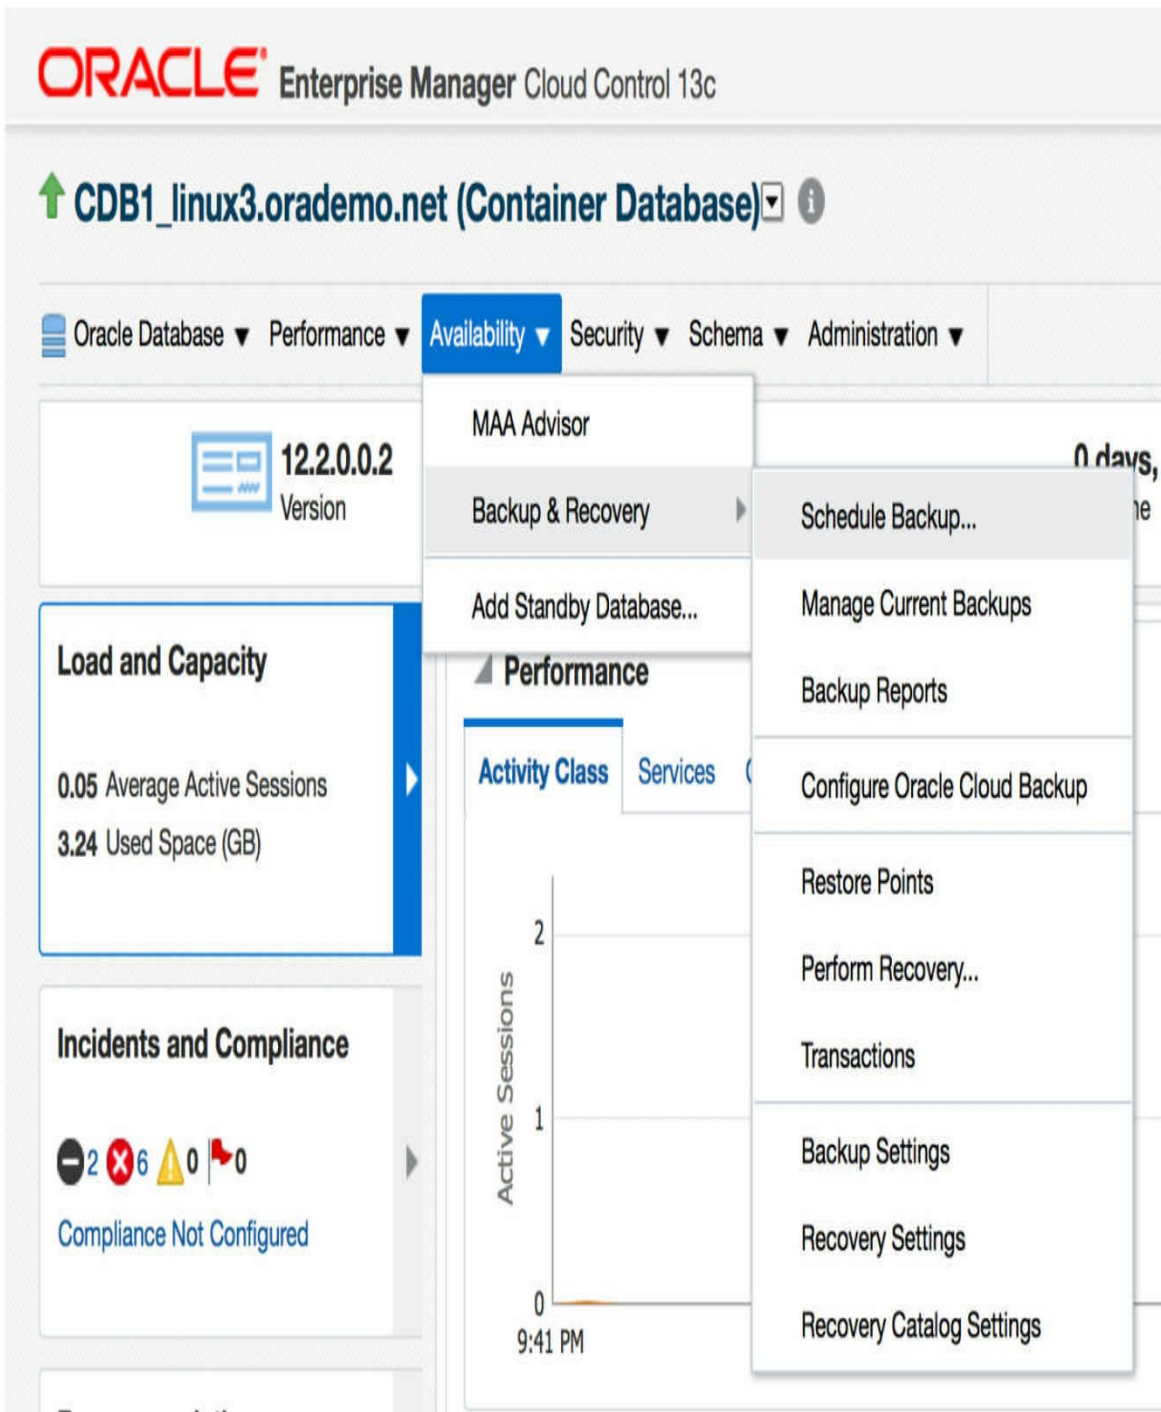 ORACLE Enterprise Manager Cloud Control 13c
CDB1_linux3.orademo.net (Container Database)
Oracle Database ▼ Performance ▼ Availability ▼ Security ▼ Schema ▼ Administration ▼
MAA Advisor
Backup & Recovery
Add Standby Database...
Schedule Backup...
Manage Current Backups
Backup Reports
Configure Oracle Cloud Backup
Restore Points
Perform Recovery...
Transactions
Backup Settings
Recovery Settings
Recovery Catalog Settings
12.2.0.0.2
Version
0 days,
Load and Capacity
0.05 Average Active Sessions
3.24 Used Space (GB)
Incidents and Compliance
2 6 0 0
Compliance Not Configured
Performance
Activity Class Services
Active Sessions
2
1
0
9:41 PM